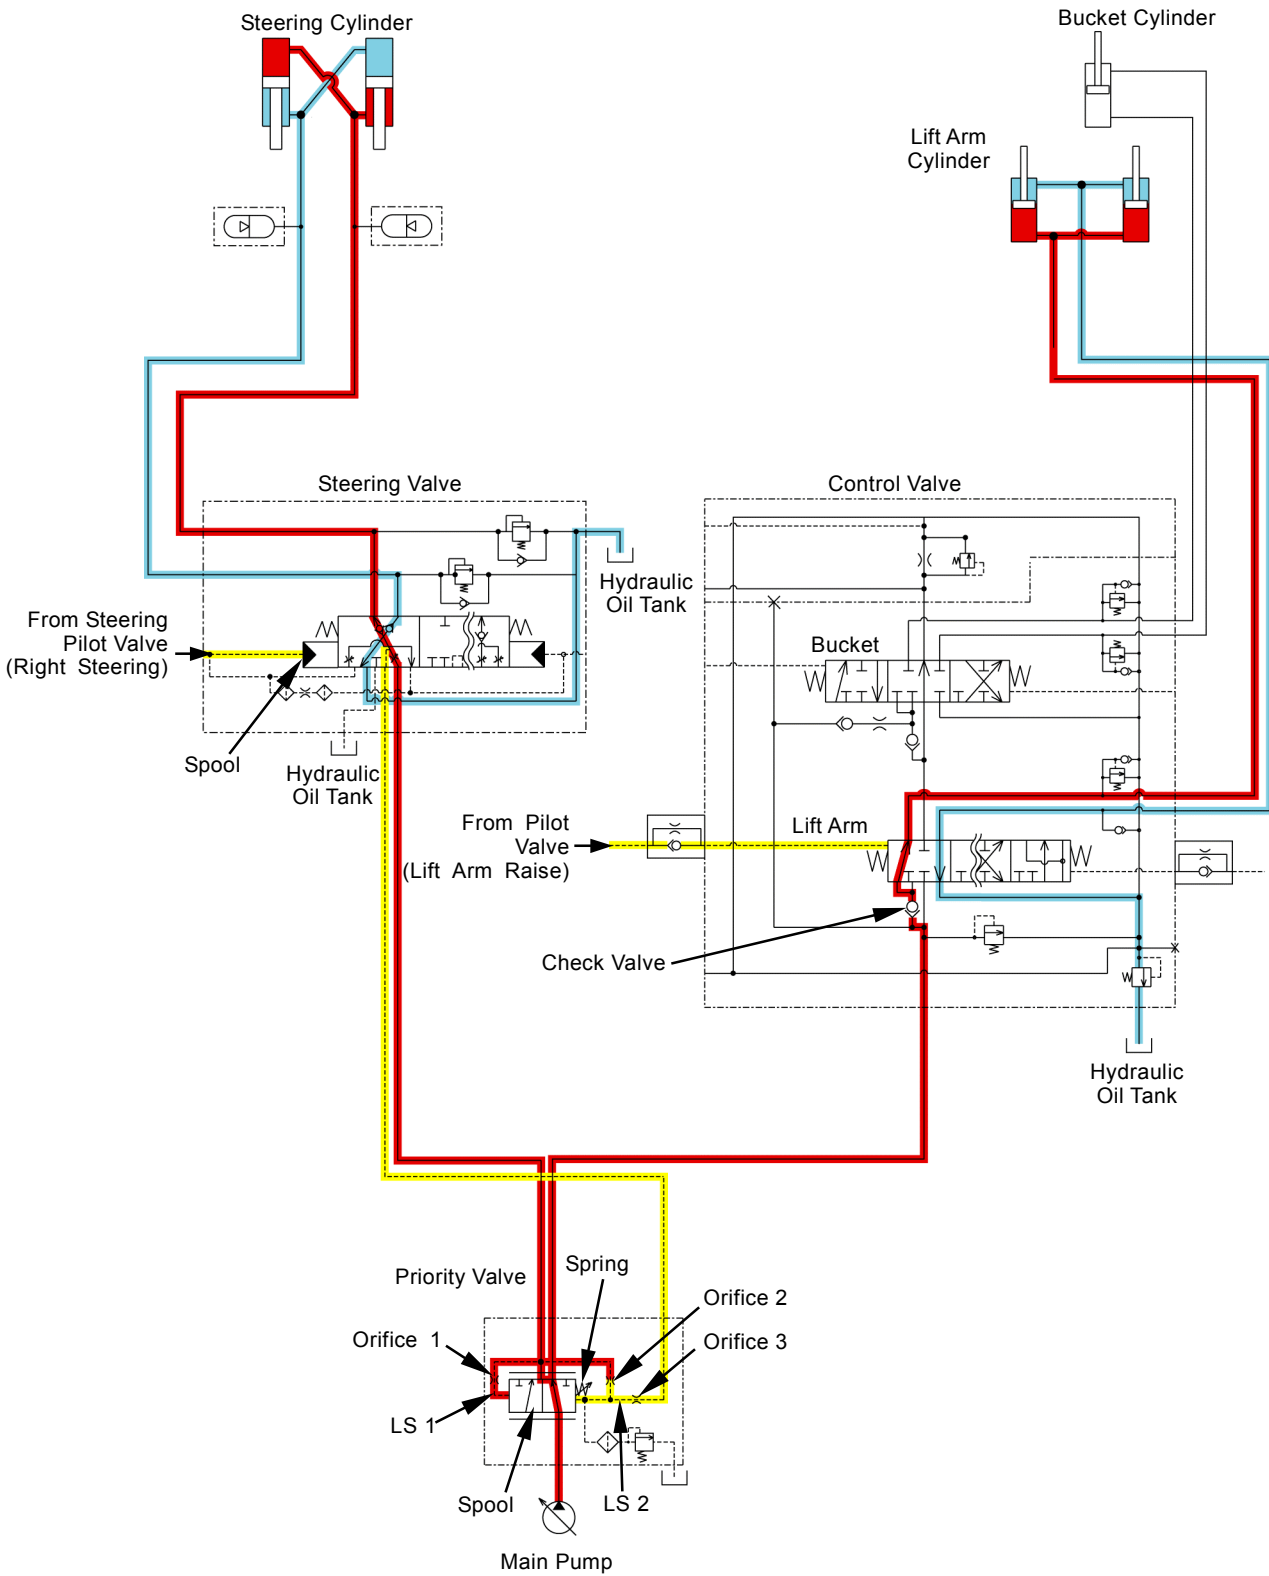 Steering Cylinder
Bucket Cylinder
Lift Arm
Cylinder
Steering Valve
Control Valve
Hydraulic
Oil Tank
From Steering
Pilot Valve
(Right Steering)
Bucket
Spool
Hydraulic
Oil Tank
From Pilot
Valve
(Lift Arm Raise)
Lift Arm
Check Valve
Hydraulic
Oil Tank
Priority Valve
Spring
Orifice 2
Orifice 1
Orifice 3
LS 1
Spool
LS 2
Main Pump